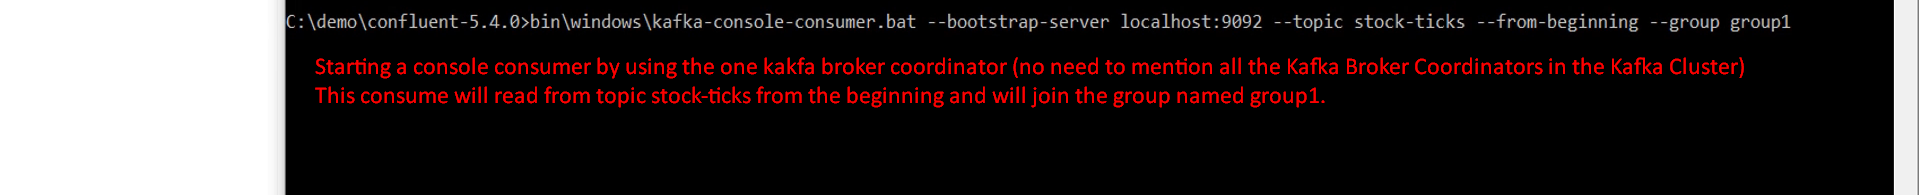 C:\demo\confluent-5.4.0>bin\windows\kafka-console-consumer.bat --bootstrap-server localhost:9092 --topic stock-ticks --from-beginning --group group1
Starting a console consumer by using the one kakfa broker coordinator (no need to mention all the Kafka Broker Coordinators in the Kafka Cluster)
This consume will read from topic stock-ticks from the beginning and will join the group named group1.